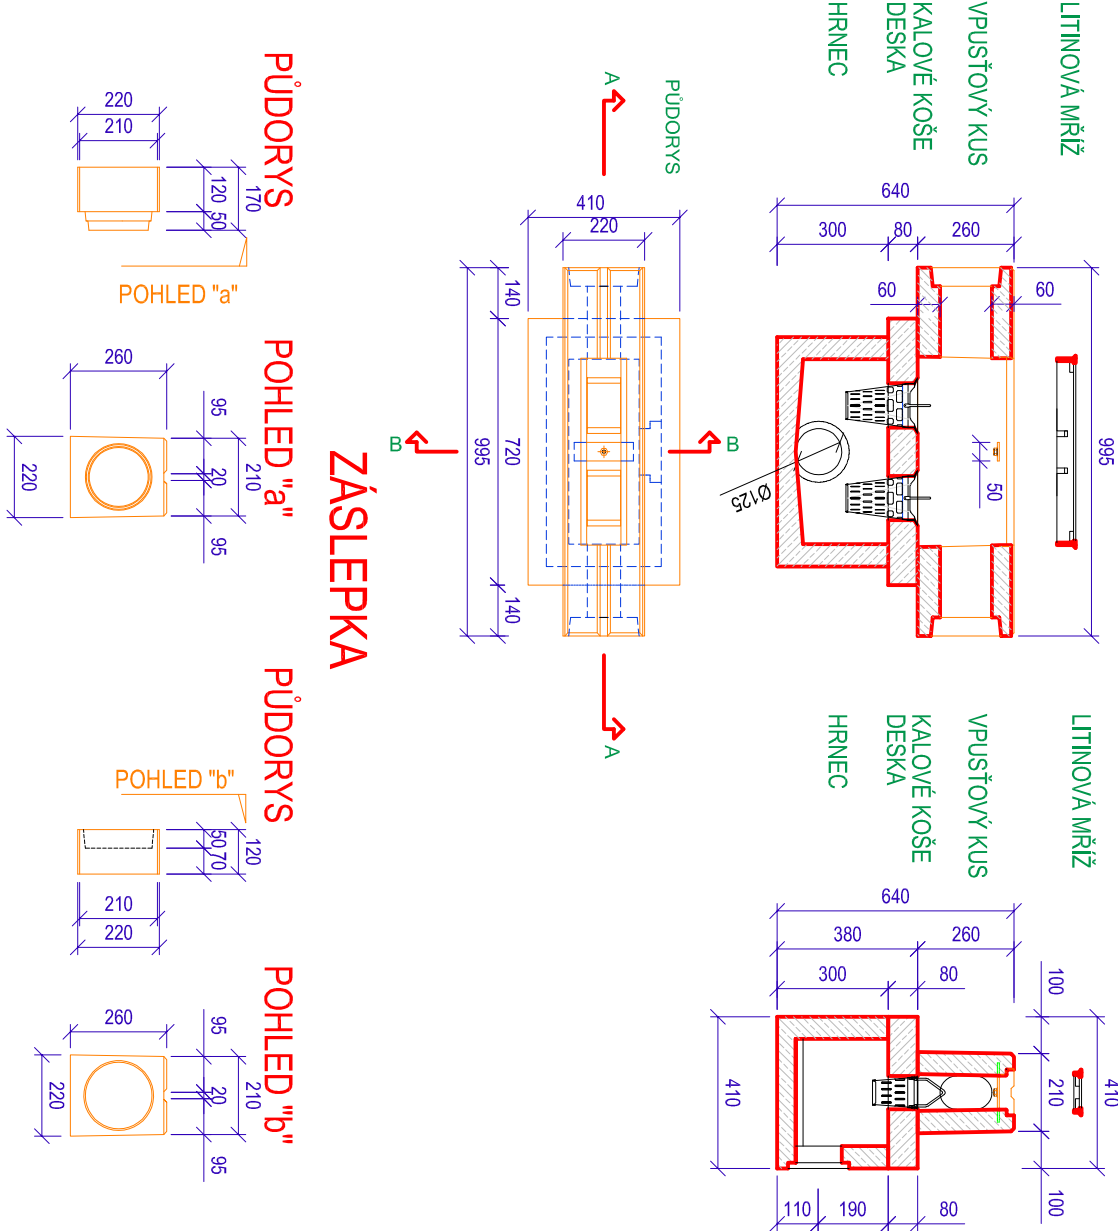 LITINOVÁ MŘÍŽ
VPUSŤOVÝ KUS
KALOVÉ KOŠE
DESKA
HRNEC
640
300
80
260
60
60
995
50
Ø125
PŮDORYS
A
A
B
B
410
220
140
720
140
995
LITINOVÁ MŘÍŽ
VPUSŤOVÝ KUS
KALOVÉ KOŠE
DESKA
HRNEC
640
380
260
300
80
100
410
210
410
100
110
190
80
ZÁSLEPKA
PŮDORYS
220
210
120
50
170
POHLED "a"
POHLED "a"
260
95
20
210
95
220
PŮDORYS
POHLED "b"
50
70
120
210
220
POHLED "b"
260
95
20
210
95
220